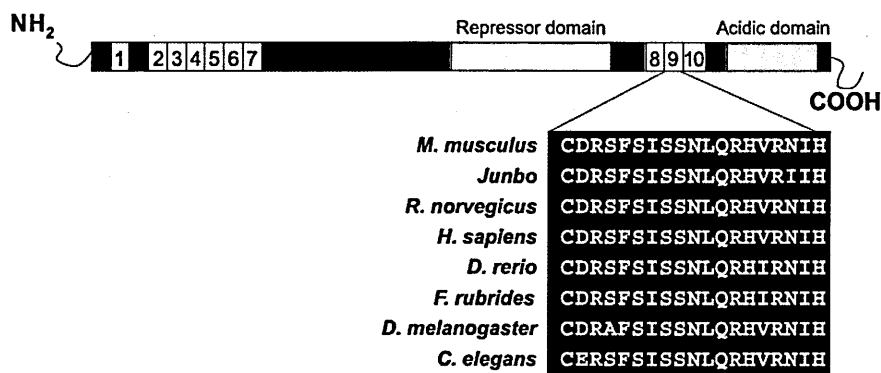 NH2
Repressor domain
Acidic domain
1 2 3 4 5 6 7 8 9 10
COOH
M. musculus CDRSFSISSNLQRHVRNIH
Junbo CDRSFSISSNLQRHVRIIH
R. norvegicus CDRSFSISSNLQRHVRNIH
H. sapiens CDRSFSISSNLQRHVRNIH
D. rerio CDRSFSISSNLQRHIRNIH
F. rubrides CDRSFSISSNLQRHIRNIH
D. melanogaster CDRAFSISSNLQRHVRNIH
C. elegans CERSFSISSNLQRHVRNIH